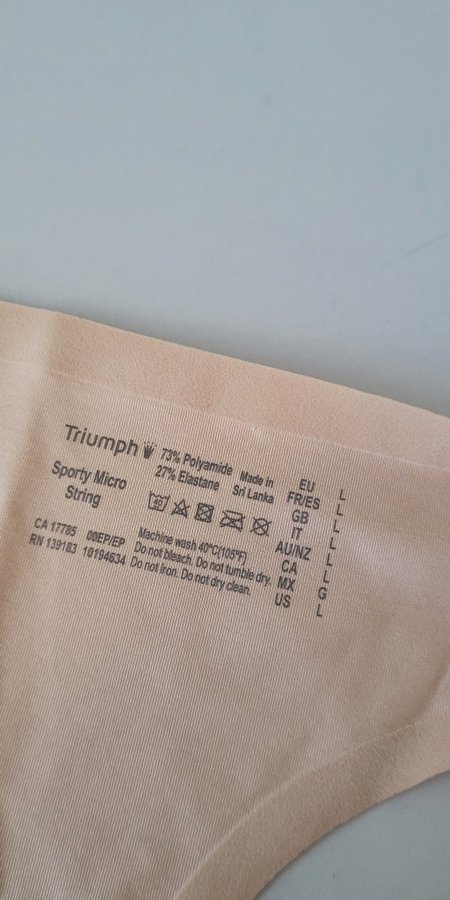 Triumph
Sporty Micro
String
CA 17785 00EP/EP
RN 139183 10194634
73% Polyamide
27% Elastane
Made in
Sri Lanka
Machine wash 40°C(105°F)
Do not bleach. Do not tumble dry.
Do not iron. Do not dry clean.
EU L
FR/ES L
GB L
IT L
AU/NZ L
CA L
MX G
US L